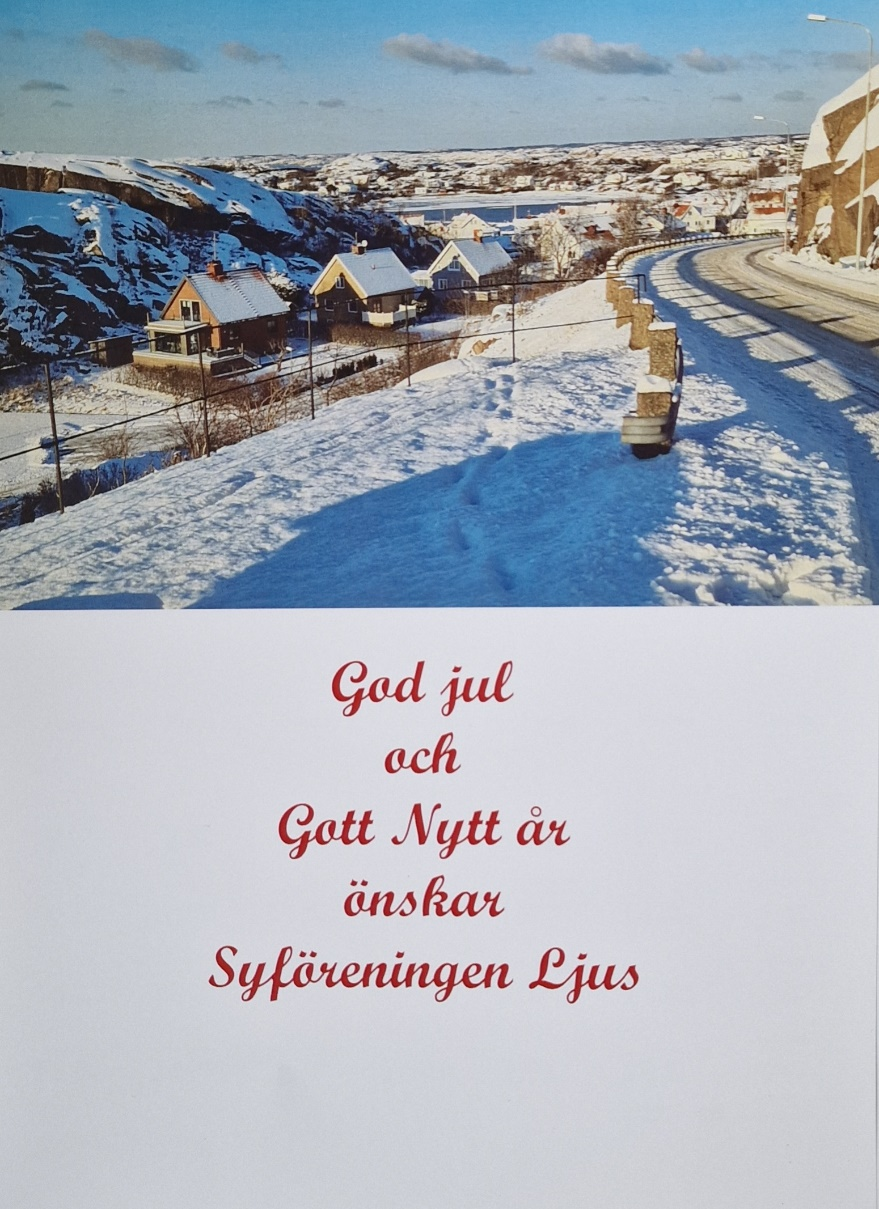 God jul
och
Gott Nytt år
önskar
Syföreningen Ljus